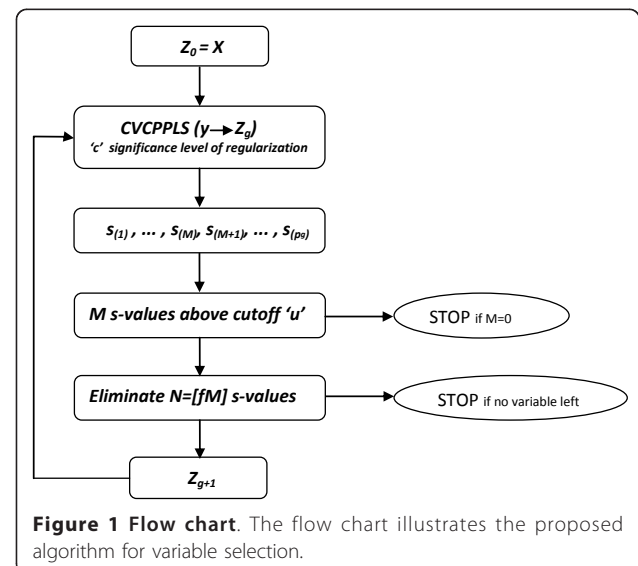 Z0 = X
CVCPPLS (y→Zg)
‘c’ significance level of regularization
s(1) , ... , s(M), s(M+1), ... , s(pg)
M s-values above cutoff ‘u’
STOP if M=0
Eliminate N=[fM] s-values
STOP if no variable left
Zg+1
Figure 1 Flow chart. The flow chart illustrates the proposed
algorithm for variable selection.